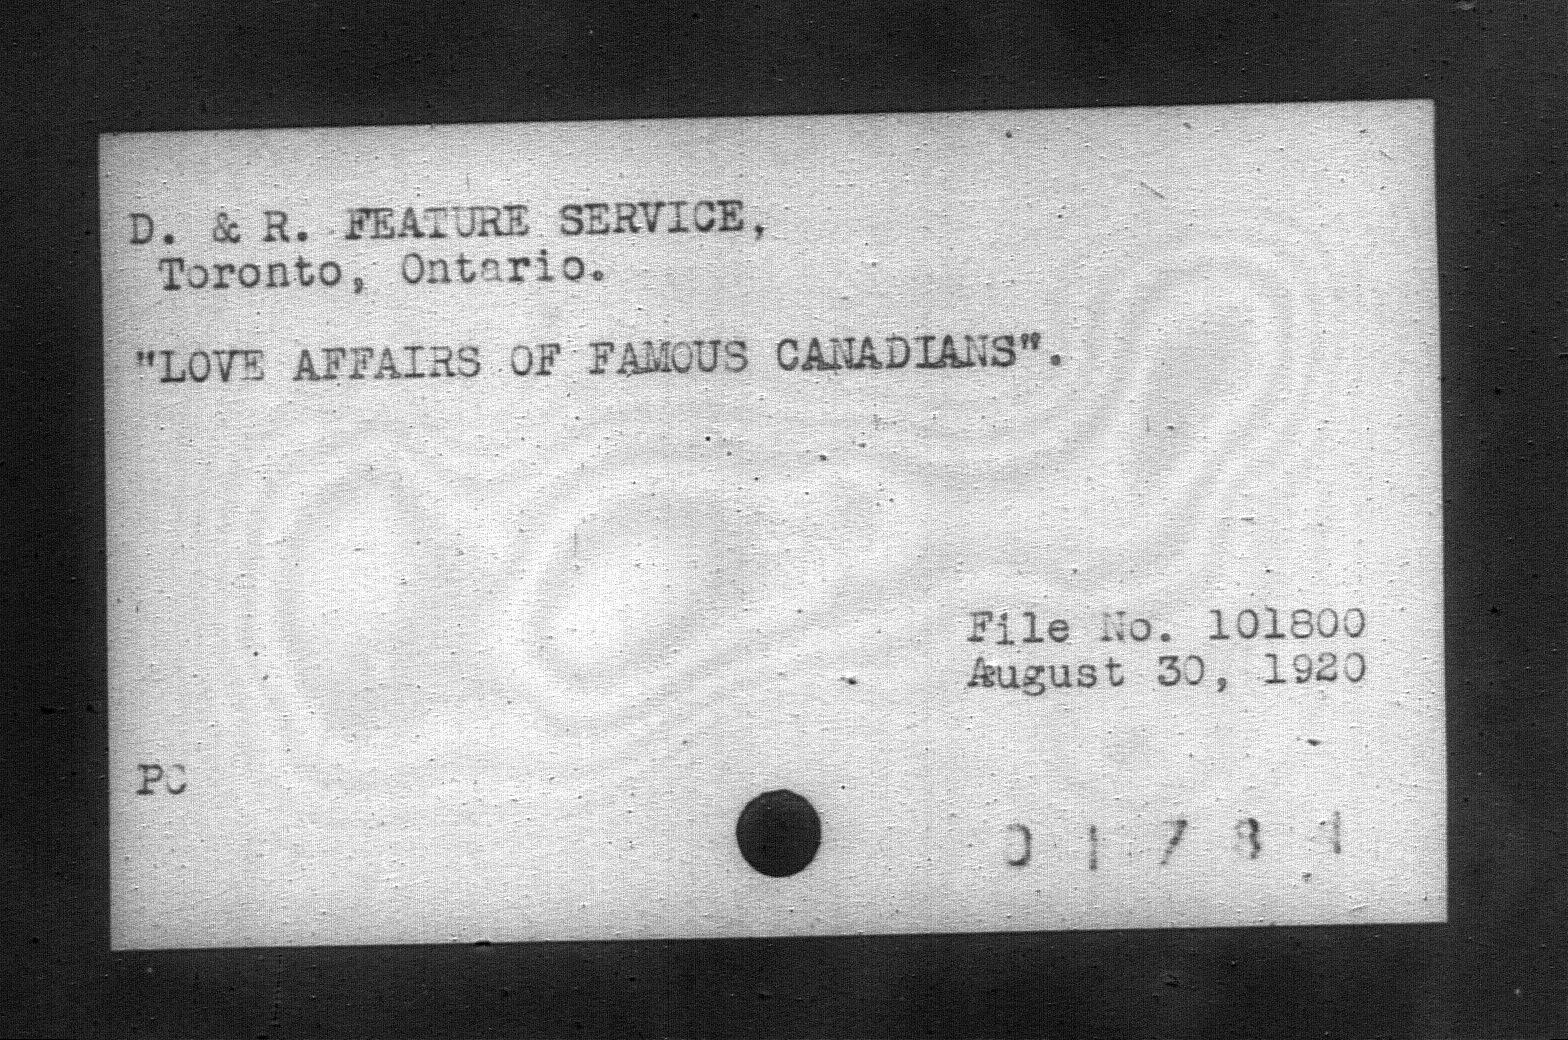 D. & R. FEATURE SERVICE,
Toronto, Ontario.
"LOVE AFFAIRS OF FAMOUS CANADIANS".
File No. 101800
August 30, 1920
PC